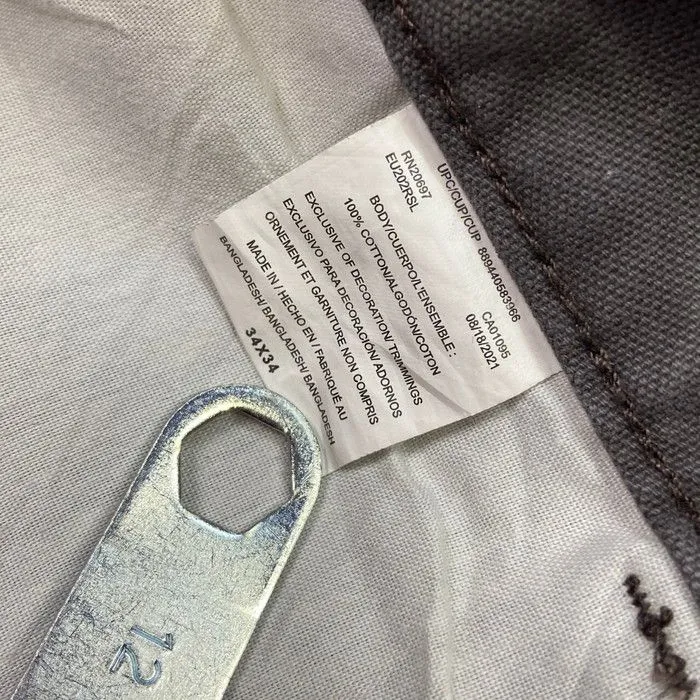 RN20697
EU202RSL
UPC/CUP/CUP 889440583966
CA01095
08/18/2021
BODY/CUERPO/L'ENSEMBLE :
100% COTTON/ALGODÓN/COTON
EXCLUSIVE OF DECORATION/TRIMMINGS
EXCLUSIVO PARA DECORACIÓN/ADORNOS
ORNEMENT ET GARNITURE NON COMPRIS
MADE IN / HECHO EN / FABRIQUÉ AU
BANGLADESH/BANGLADESH/BANGLADESH
34X34
12